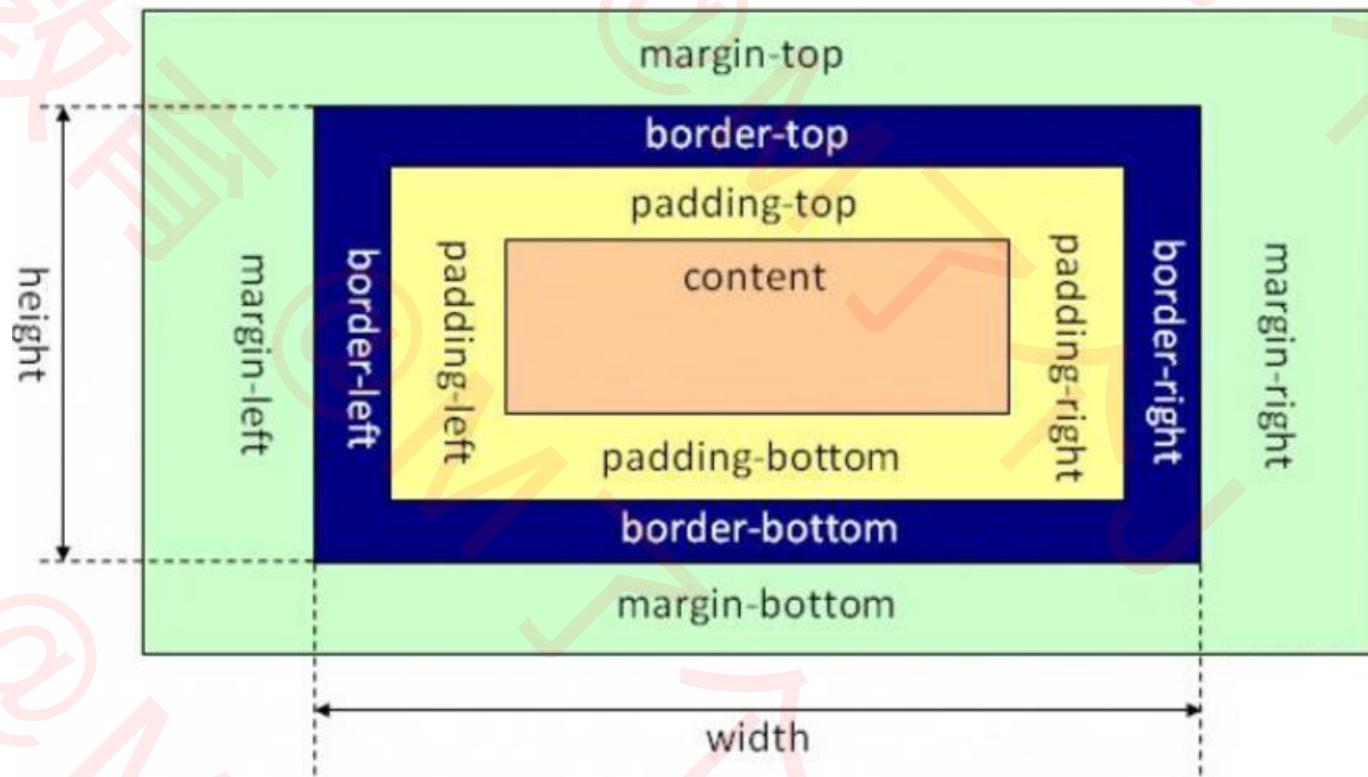 margin-top
border-top
padding-top
content
height
margin-left
border-left
padding-left
padding-right
border-right
margin-right
padding-bottom
border-bottom
margin-bottom
width